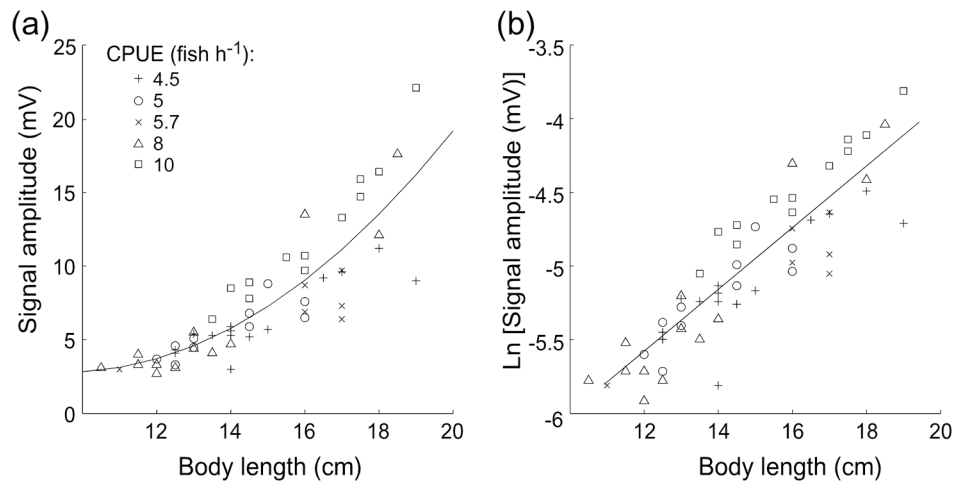 (a)
25
20
15
10
5
0
Signal amplitude (mV)
CPUE (fish h⁻¹):
4.5
5
5.7
8
10
12 14 16 18 20
Body length (cm)
(b)
-3.5
-4
-4.5
-5
-5.5
-6
Ln [Signal amplitude (mV)]
12 14 16 18 20
Body length (cm)